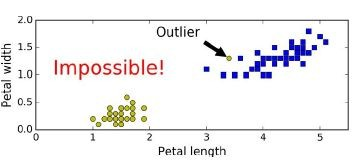 2.0
1.5
1.0
0.5
0.0
Petal width
Outlier
Impossible!
0
1
2
3
4
5
Petal length